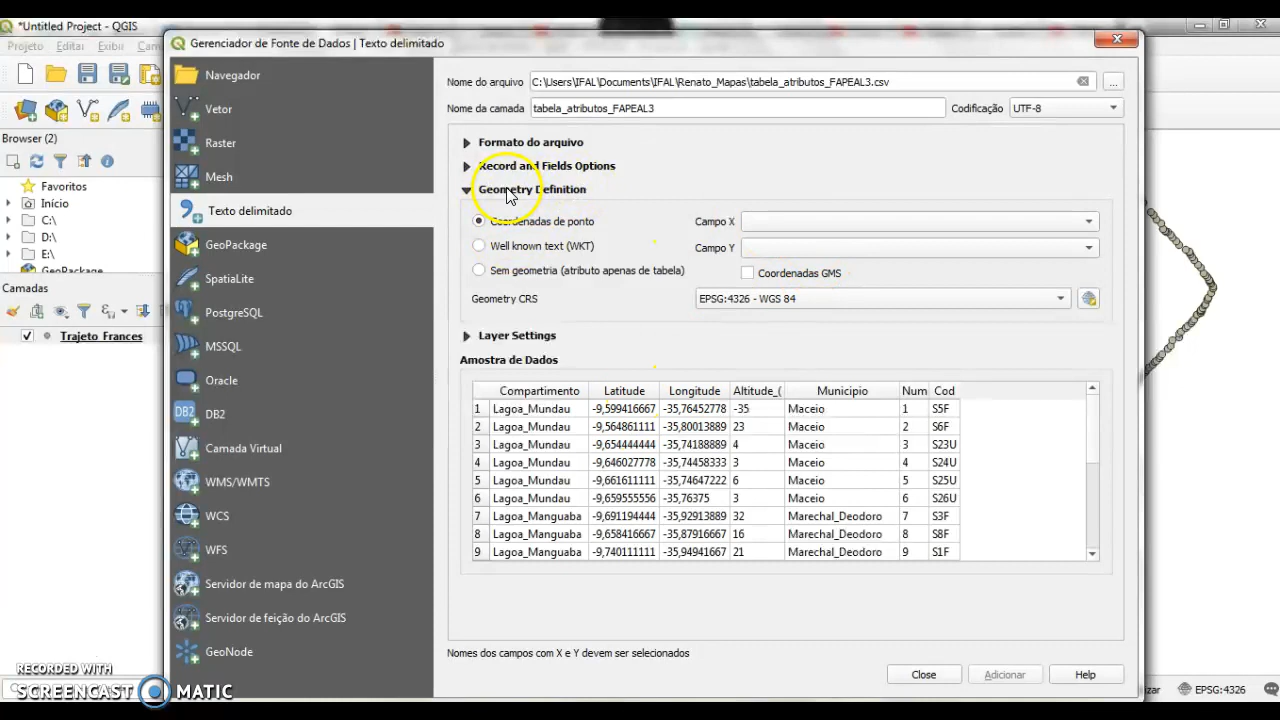 *Untitled Project - QGIS
Projeto Editar Exibi Cam
Gerenciador de Fonte de Dados | Texto delimitado
Navegador
Vetor
Raster
Mesh
Texto delimitado
GeoPackage
SpatiaLite
PostgreSQL
MSSQL
Oracle
DB2
DB2
Camada Virtual
WMS/WMTS
WCS
WFS
Servidor de mapa do ArcGIS
Servidor de feição do ArcGIS
GeoNode
Browser (2)
Favoritos
Início
C:\
D:\
E:\
GeoPackage
Camadas
Trajeto_Frances
Nome do arquivo C:\Users\IFAL\Documents\IFAL\Renato_Mapas\tabela_atributos_FAPEAL3.csv ...
Nome da camada tabela_atributos_FAPEAL3 Codificação UTF-8
Formato do arquivo
Record and Fields Options
Geometry Definition
Coordenadas de ponto Campo X
Well known text (WKT) Campo Y
Sem geometria (atributo apenas de tabela) Coordenadas GMS
Geometry CRS EPSG:4326 - WGS 84
Layer Settings
Amostra de Dados
Compartimento Latitude Longitude Altitude_( Municipio Num Cod
1 Lagoa_Mundau -9,599416667 -35,76452778 -35 Maceio 1 S5F
2 Lagoa_Mundau -9,564861111 -35,80013889 23 Maceio 2 S6F
3 Lagoa_Mundau -9,654444444 -35,74188889 4 Maceio 3 S23U
4 Lagoa_Mundau -9,646027778 -35,74458333 3 Maceio 4 S24U
5 Lagoa_Mundau -9,661611111 -35,74647222 6 Maceio 5 S25U
6 Lagoa_Mundau -9,659555556 -35,76375 3 Maceio 6 S26U
7 Lagoa_Manguaba -9,691194444 -35,92913889 32 Marechal_Deodoro 7 S3F
8 Lagoa_Manguaba -9,658416667 -35,87916667 16 Marechal_Deodoro 8 S8F
9 Lagoa_Manguaba -9,740111111 -35,94941667 21 Marechal_Deodoro 9 S1F
Nomes dos campos com X e Y devem ser selecionados
Close Adicionar Help
RECORDED WITH
SCREENCAST MATIC
izar EPSG:4326